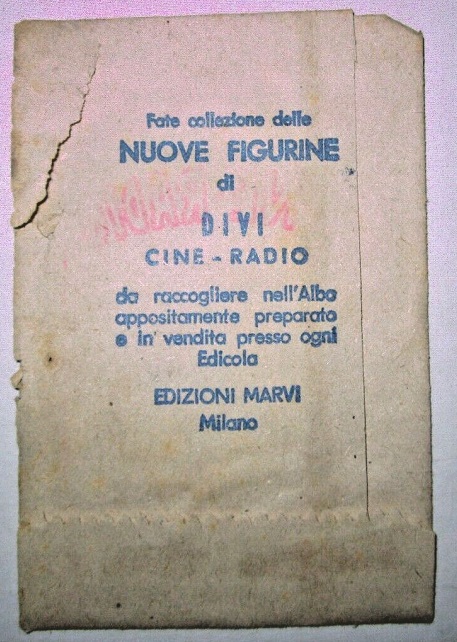 Fate collezione delle
NUOVE FIGURINE
di
DIVI
CINE - RADIO
da raccogliere nell'Albo
appositamente preparato
e in vendita presso ogni
Edicola
EDIZIONI MARVI
Milano